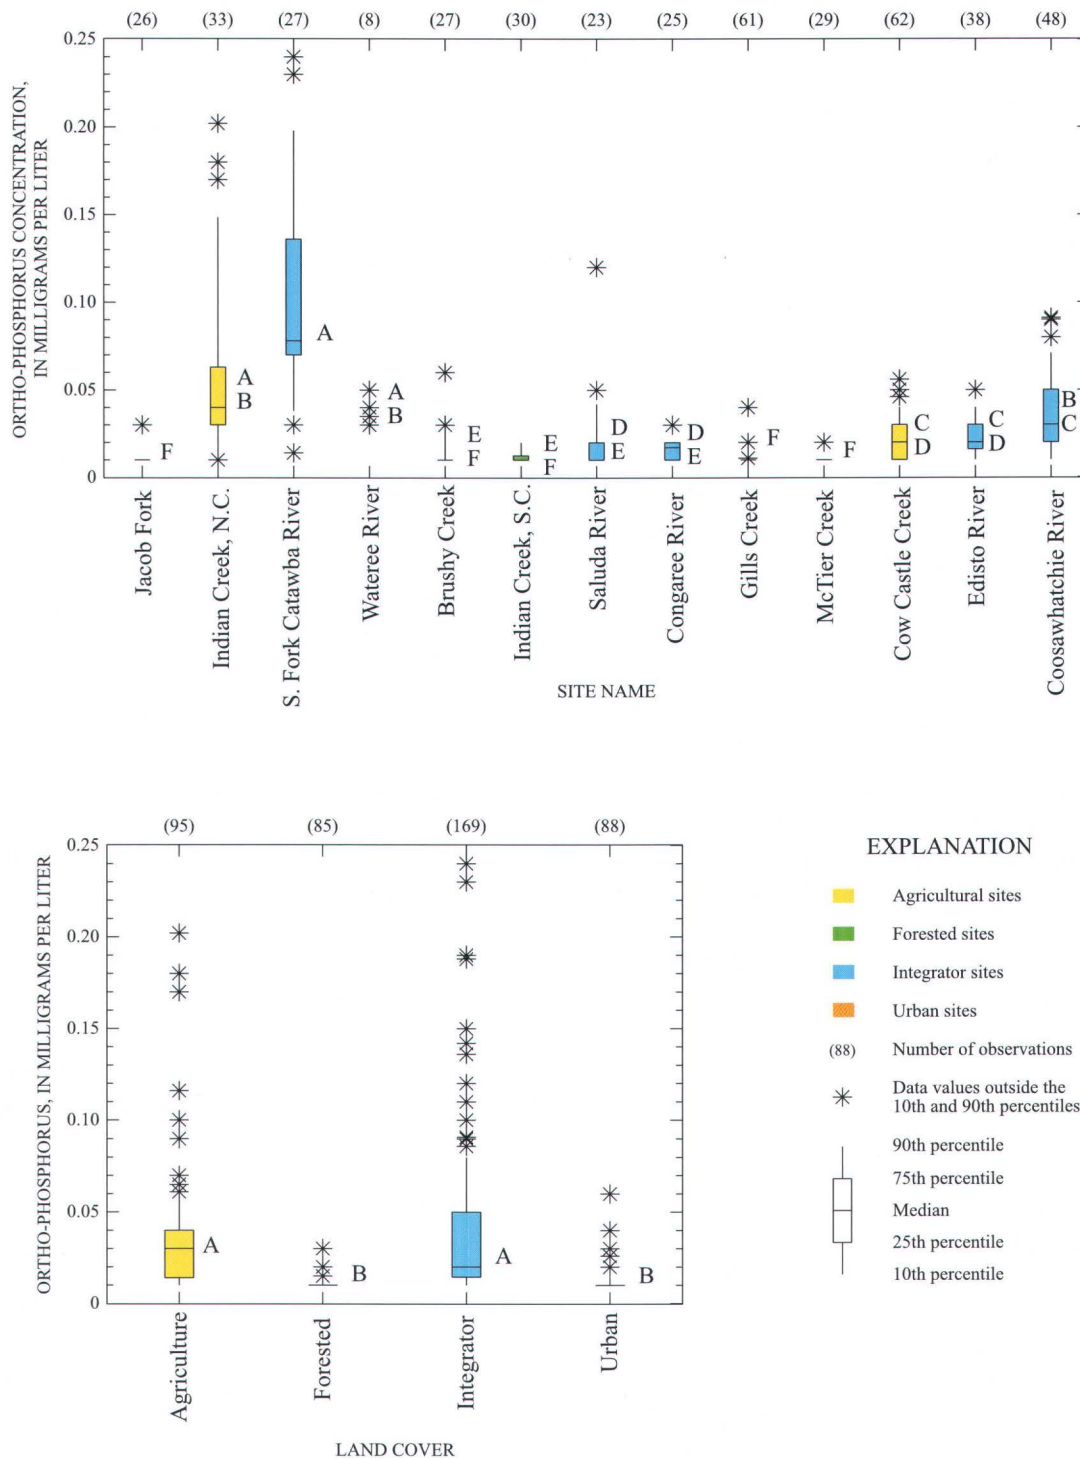 (26) (33) (27) (8) (27) (30) (23) (25) (61) (29) (62) (38) (48)
ORTHO-PHOSPHORUS CONCENTRATION,
IN MILLIGRAMS PER LITER
0.25
0.20
0.15
0.10
0.05
0
F
A
B
A
A
B
E
F
E
F
D
E
D
E
F
F
C
D
C
D
B
C
Jacob Fork
Indian Creek, N.C.
S. Fork Catawba River
Wateree River
Brushy Creek
Indian Creek, S.C.
Saluda River
Congaree River
Gills Creek
McTier Creek
Cow Castle Creek
Edisto River
Coosawhatchie River
SITE NAME
(95) (85) (169) (88)
ORTHO-PHOSPHORUS, IN MILLIGRAMS PER LITER
0.25
0.20
0.15
0.10
0.05
0
A
B
A
B
Agriculture
Forested
Integrator
Urban
LAND COVER
EXPLANATION
Agricultural sites
Forested sites
Integrator sites
Urban sites
(88) Number of observations
Data values outside the
10th and 90th percentiles
90th percentile
75th percentile
Median
25th percentile
10th percentile